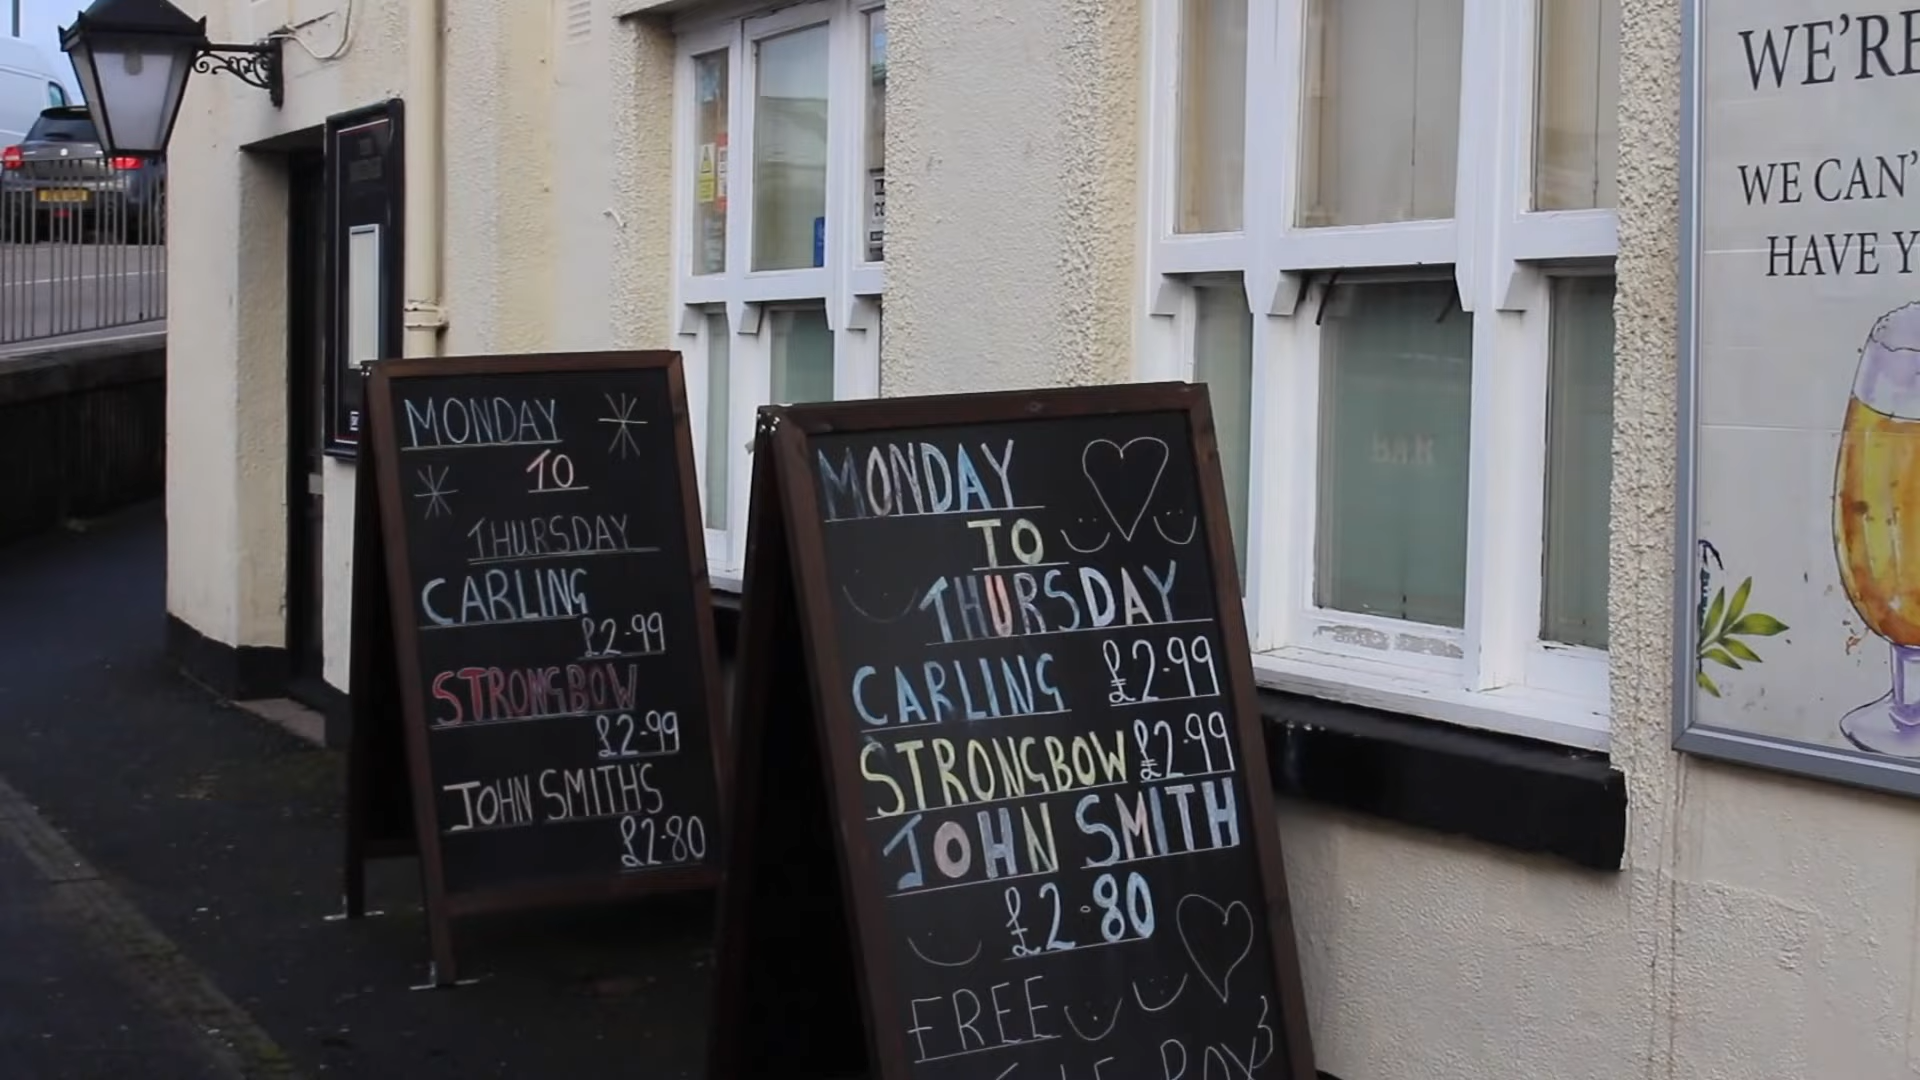 MONDAY
TO
THURSDAY
CARLING
£2.99
STRONGBOW
£2.99
JOHN SMITH'S
£2.80
MONDAY
TO
THURSDAY
CARLING £2.99
STRONGBOW £2.99
JOHN SMITH
£2.80
FREE
BAR
WE'RE
WE CAN'
HAVE Y